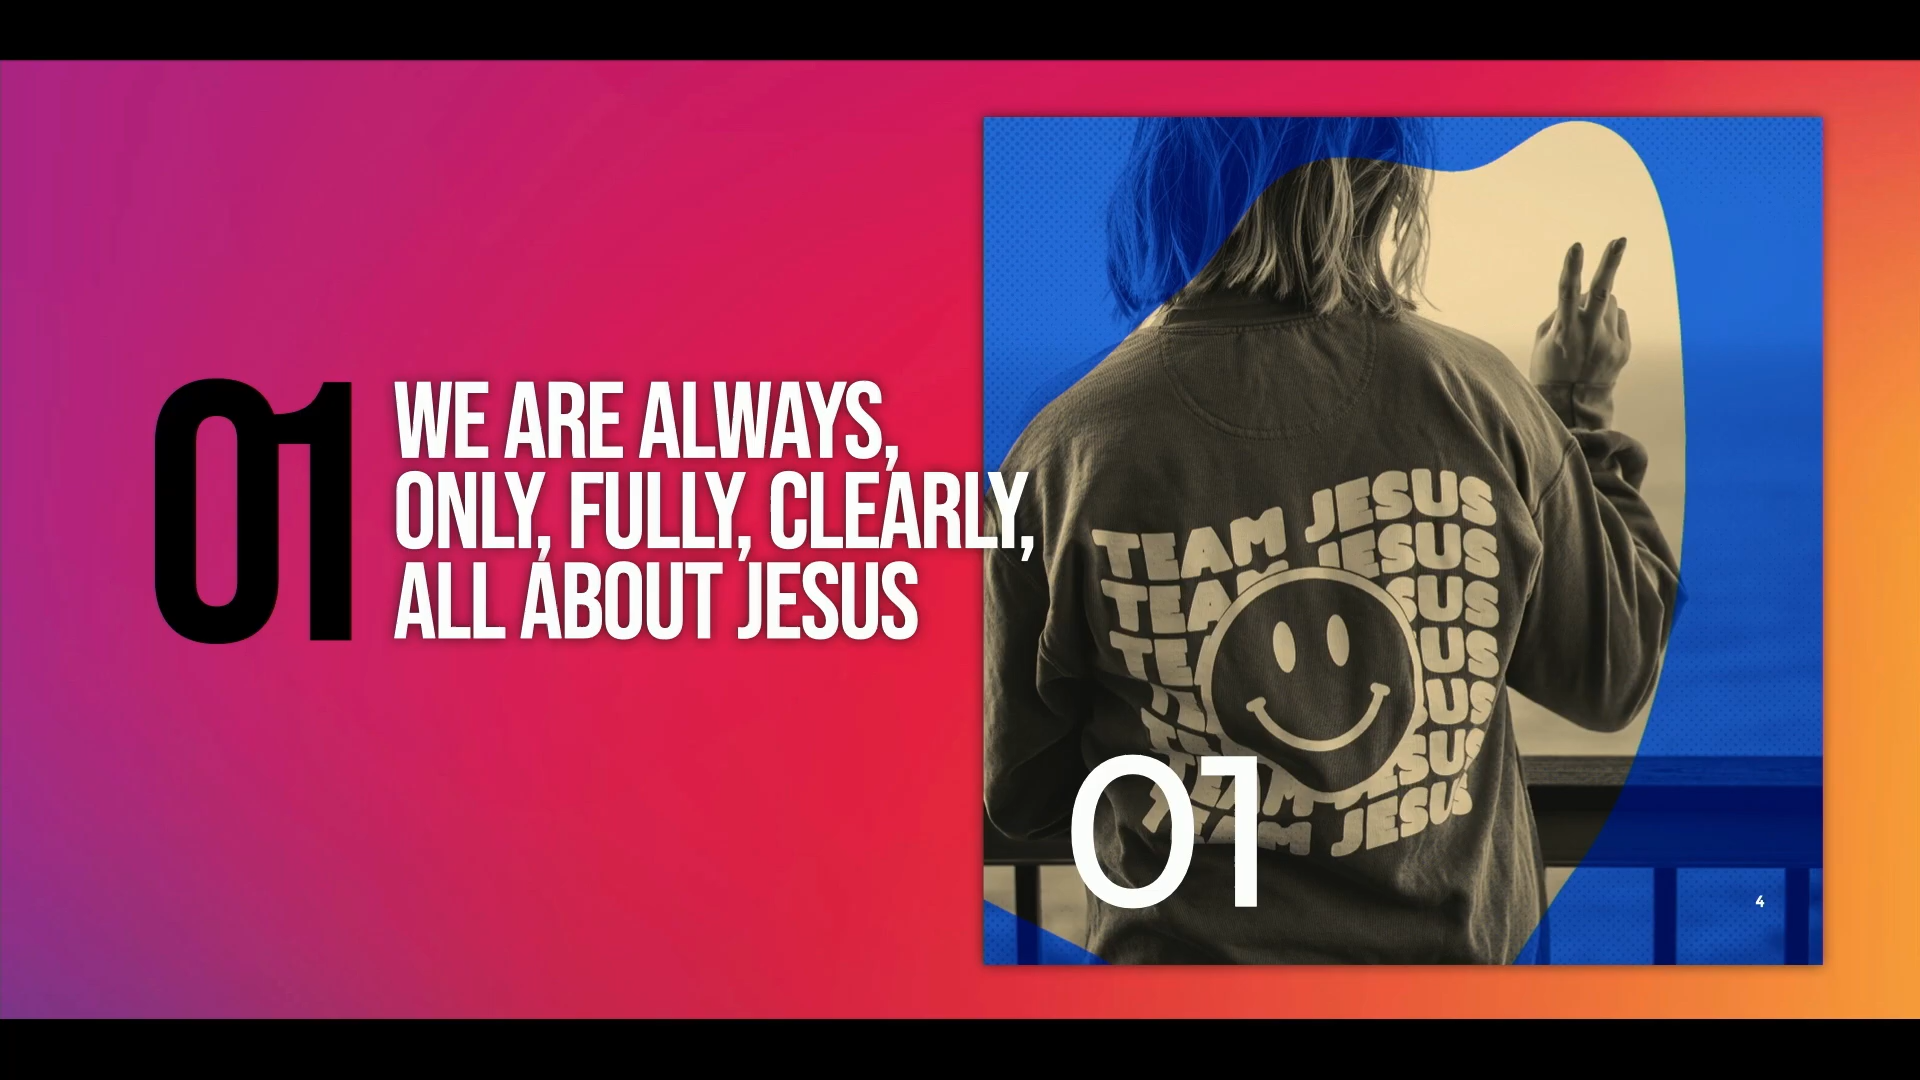 01
WE ARE ALWAYS,
ONLY, FULLY, CLEARLY,
ALL ABOUT JESUS
TEAM JESUS
TEAM JESUS
JESUS
TEAM JESUS
TEAM JESUS
01
4